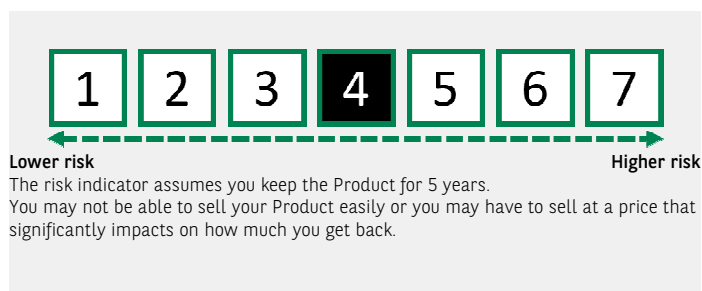 1 2 3 4 5 6 7
Lower risk Higher risk
The risk indicator assumes you keep the Product for 5 years.
You may not be able to sell your Product easily or you may have to sell at a price that
significantly impacts on how much you get back.